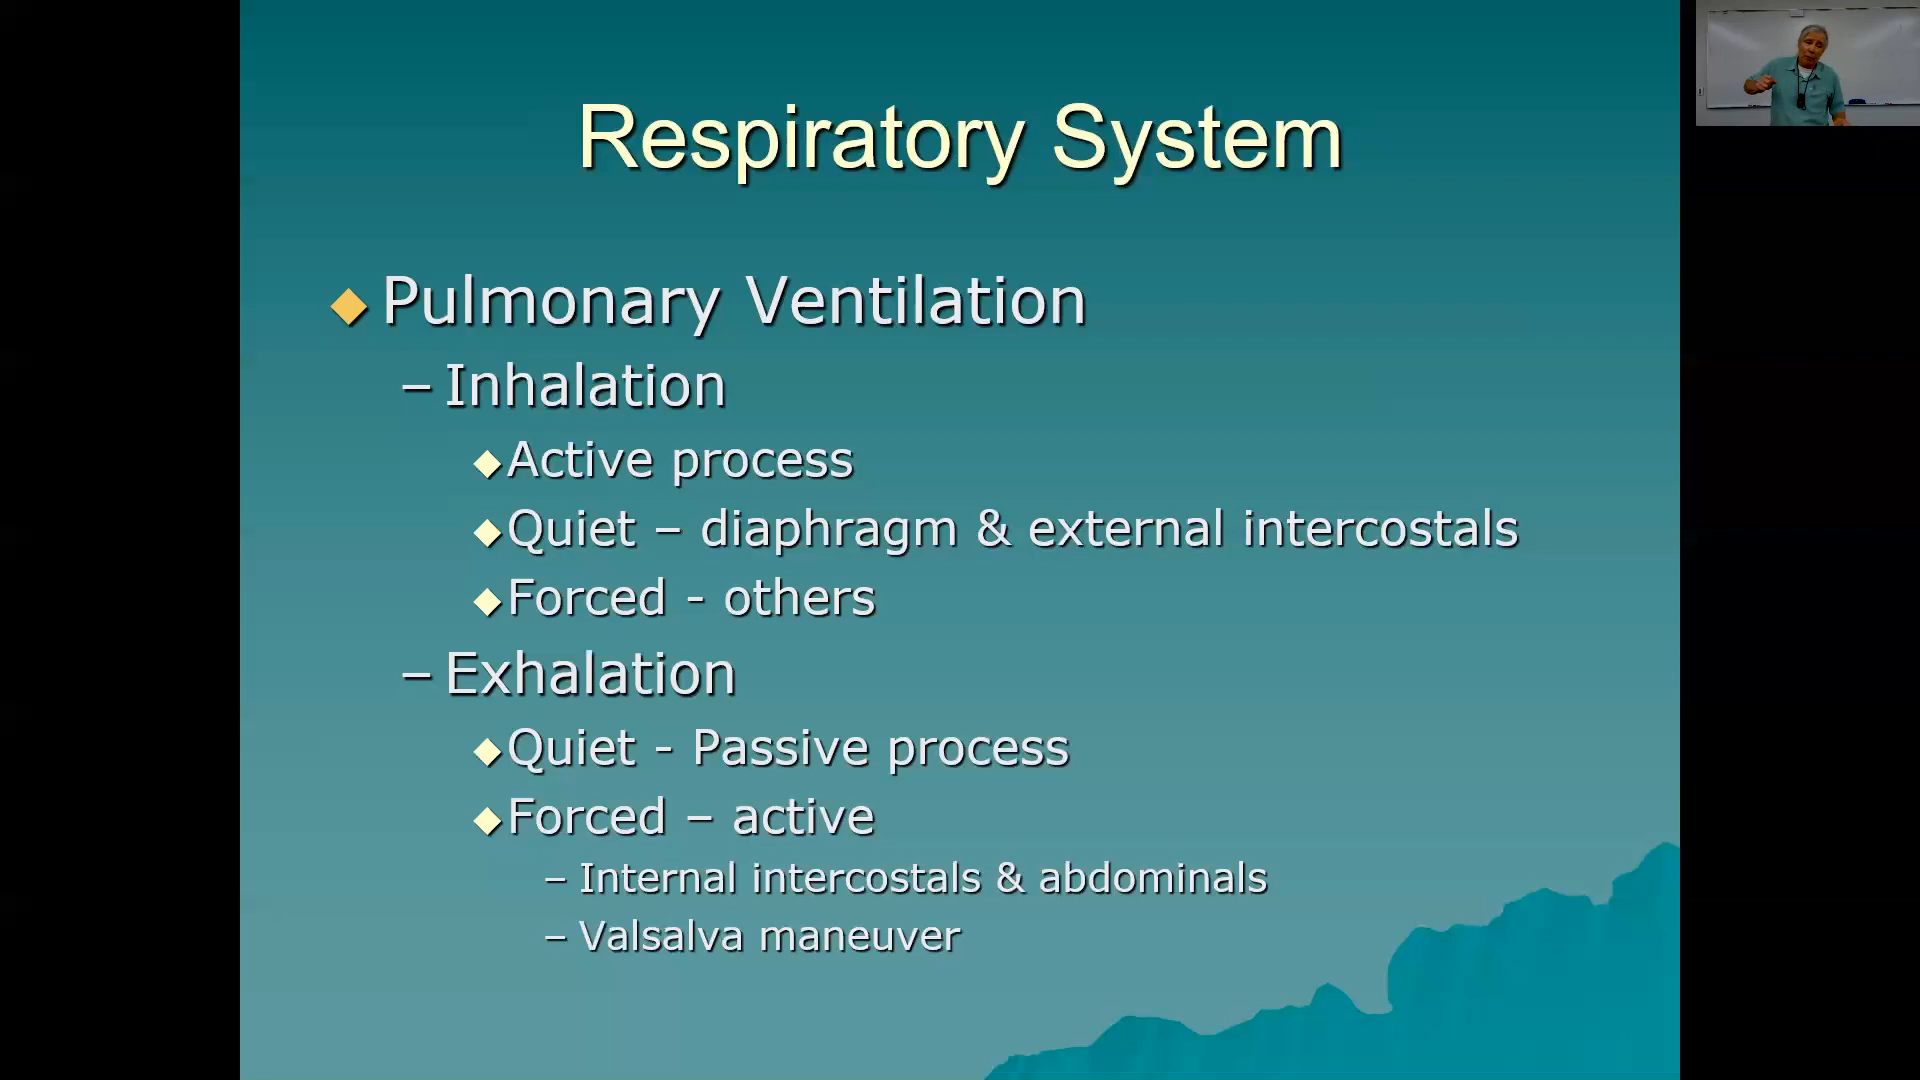 Respiratory System
Pulmonary Ventilation
– Inhalation
Active process
Quiet – diaphragm & external intercostals
Forced - others
– Exhalation
Quiet - Passive process
Forced – active
– Internal intercostals & abdominals
– Valsalva maneuver